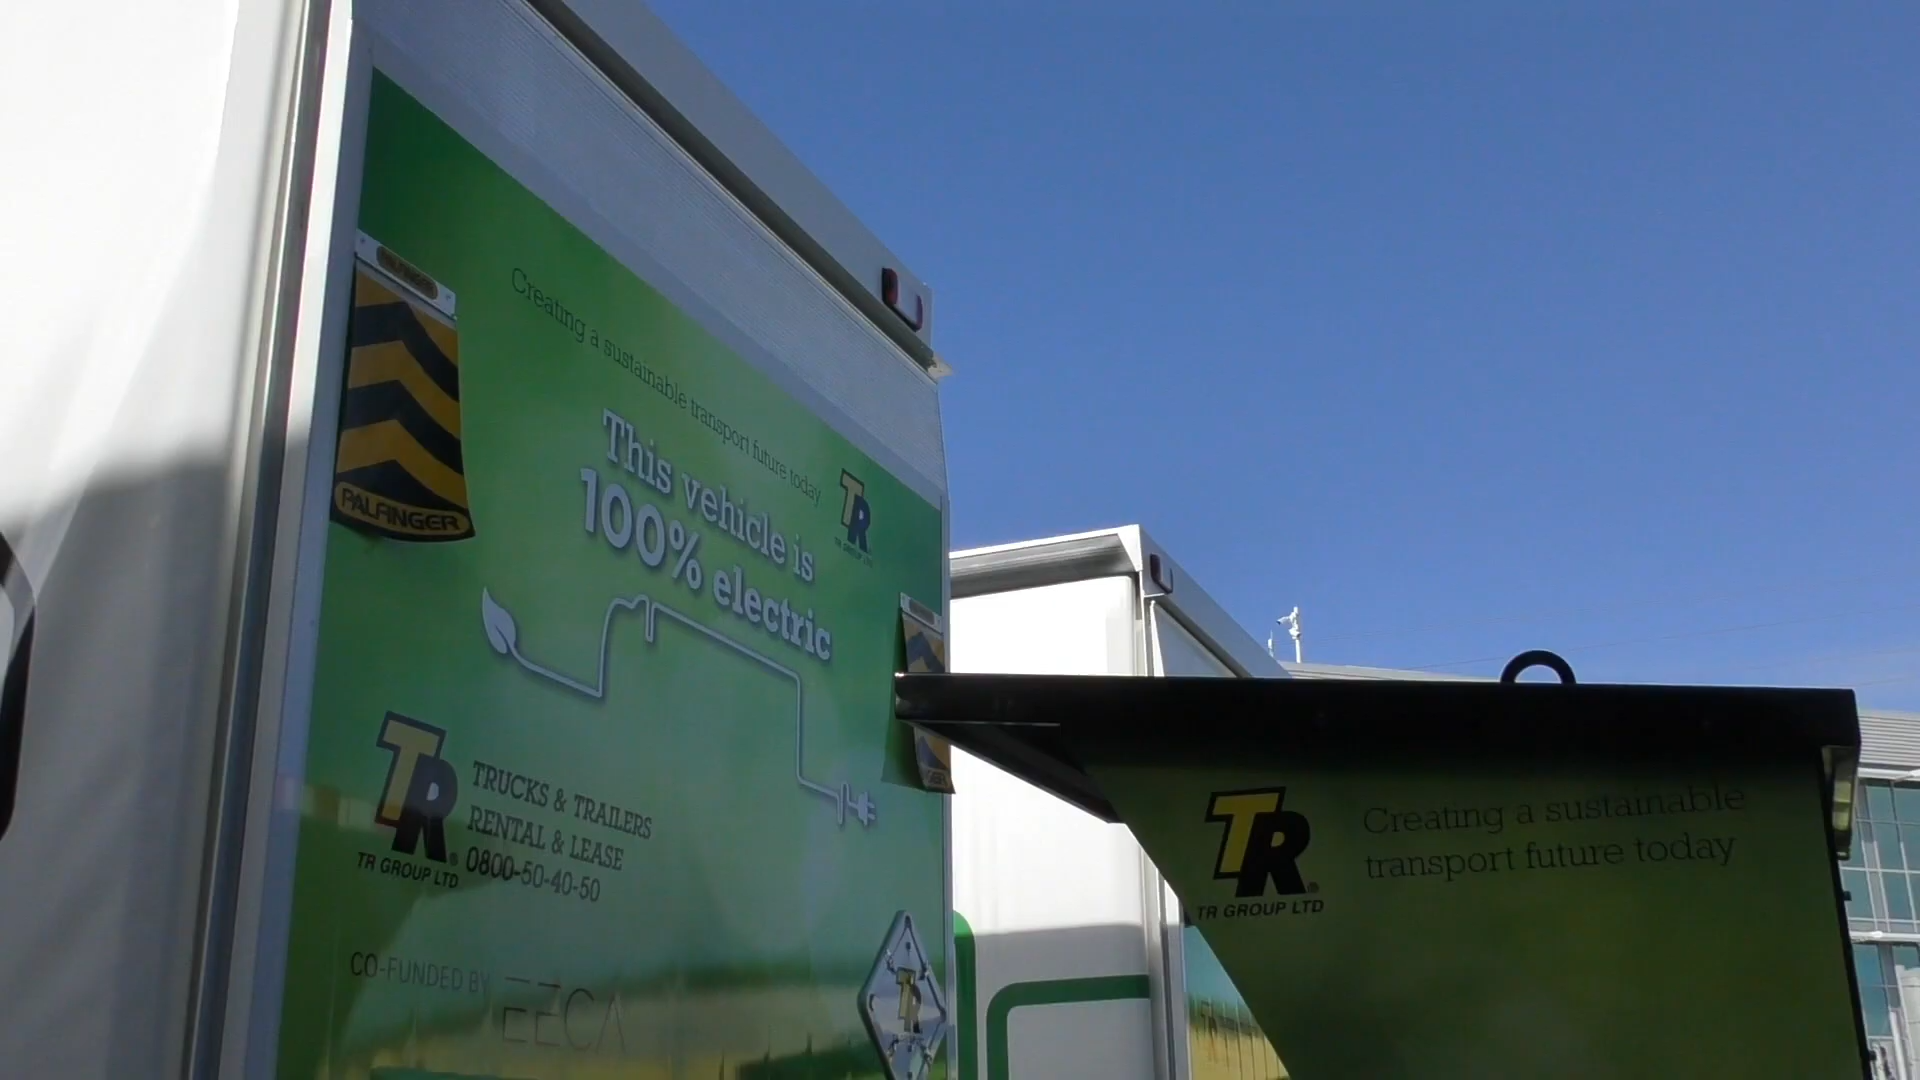 Creating a sustainable transport future today
TR
TR GROUP LTD
This vehicle is
100% electric
PALFINGER
TR
TR GROUP LTD
TRUCKS & TRAILERS
RENTAL & LEASE
0800-50-40-50
CO-FUNDED BY EECA
TR
TR
TR GROUP LTD
Creating a sustainable
transport future today